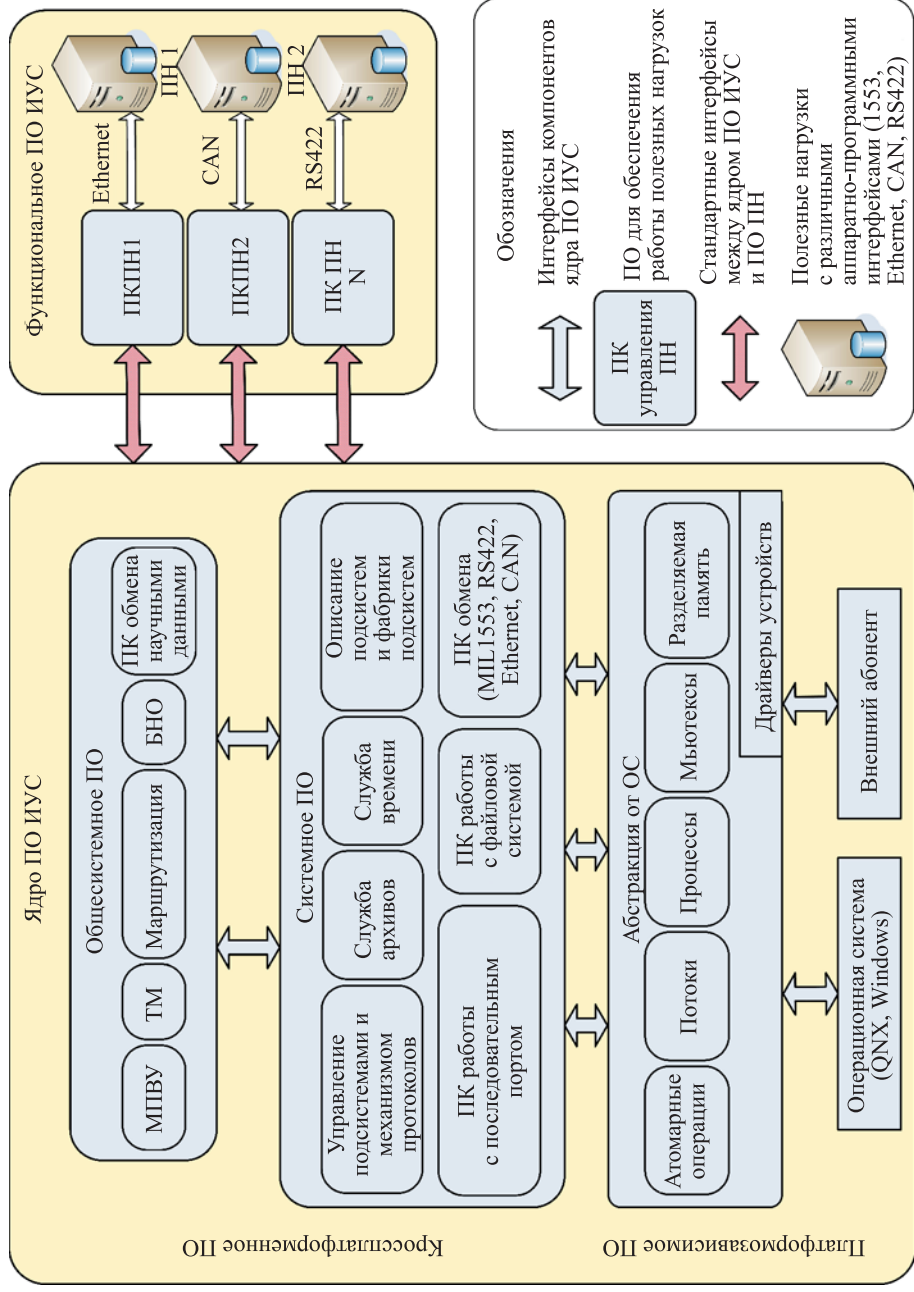 Ядро ПО ИУС
Общесистемное ПО
МПВУ
ТМ
Маршрутизация
БНО
ПК обмена
научными
данными
Кроссплатформенное ПО
Системное ПО
Управление
подсистемами и
механизмом
протоколов
Служба
архивов
Служба
времени
Описание
подсистем
и фабрики
подсистем
ПК работы
с последовательным
портом
ПК работы
с файловой
системой
ПК обмена
(MIL1553, RS422,
Ethernet, CAN)
Платформозависимое ПО
Абстракция от ОС
Атомарные
операции
Потоки
Процессы
Мьютексы
Разделяемая
память
Драйверы устройств
Операционная система
(QNX, Windows)
Внешний абонент
Функциональное ПО ИУС
ПКПН1
Ethernet
ПН 1
ПКПН2
CAN
ПН 2
ПК ПН
N
RS422
Обозначения
Интерфейсы компонентов
ядра ПО ИУС
ПК
управления
ПН
ПО для обеспечения
работы полезных нагрузок
Стандартные интерфейсы
между ядром ПО ИУС
и ПО ПН
Полезные нагрузки
с различными
аппаратно-программными
интерфейсами (1553,
Ethernet, CAN, RS422)